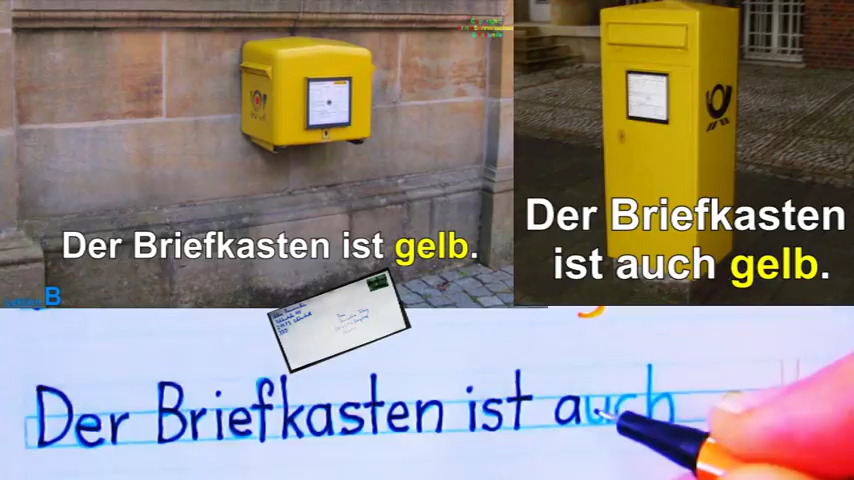 Der Briefkasten ist gelb.
Der Briefkasten
ist auch gelb.
B
Der Briefkasten ist auch